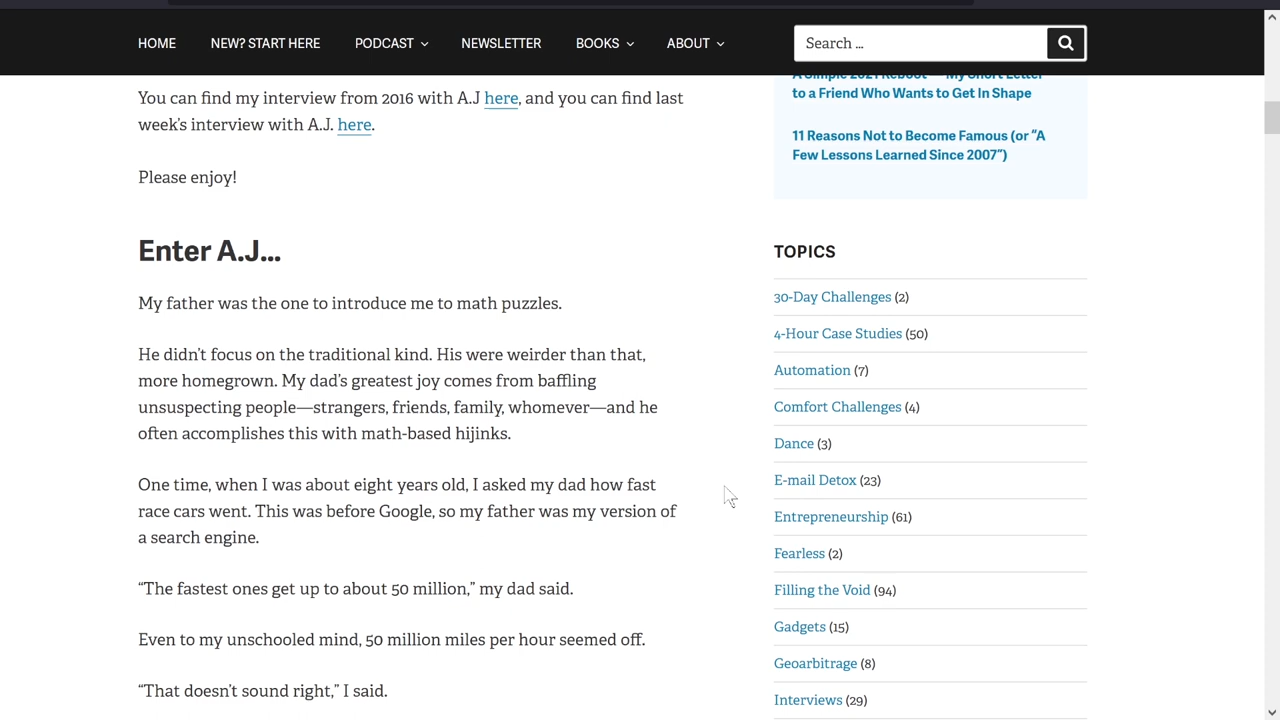 HOME NEW? START HERE PODCAST NEWSLETTER BOOKS ABOUT Search ...
You can find my interview from 2016 with A.J here, and you can find last
week's interview with A.J. here.
Please enjoy!
Enter A.J...
My father was the one to introduce me to math puzzles.
He didn't focus on the traditional kind. His were weirder than that,
more homegrown. My dad's greatest joy comes from baffling
unsuspecting people—strangers, friends, family, whomever—and he
often accomplishes this with math-based hijinks.
One time, when I was about eight years old, I asked my dad how fast
race cars went. This was before Google, so my father was my version of
a search engine.
“The fastest ones get up to about 50 million,” my dad said.
Even to my unschooled mind, 50 million miles per hour seemed off.
“That doesn't sound right,” I said.
A Simple 2021 Reboot — My Short Letter
to a Friend Who Wants to Get In Shape
11 Reasons Not to Become Famous (or “A
Few Lessons Learned Since 2007”)
TOPICS
30-Day Challenges (2)
4-Hour Case Studies (50)
Automation (7)
Comfort Challenges (4)
Dance (3)
E-mail Detox (23)
Entrepreneurship (61)
Fearless (2)
Filling the Void (94)
Gadgets (15)
Geoarbitrage (8)
Interviews (29)